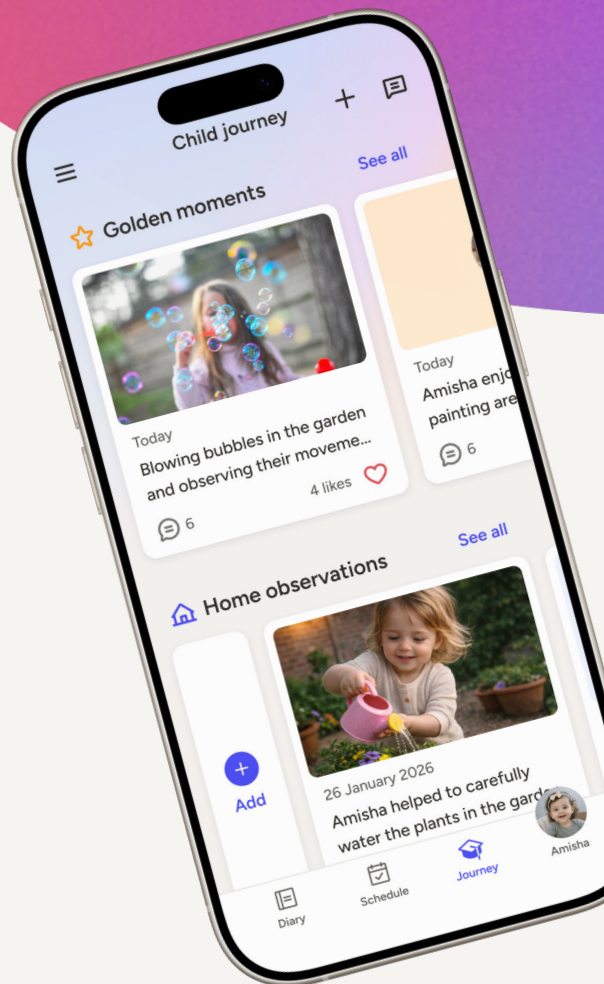 Child journey
Golden moments
See all
Today
Blowing bubbles in the garden
and observing their moveme...
6
4 likes
Today
Amisha enjo
painting are
6
Home observations
See all
Add
26 January 2026
Amisha helped to carefully
water the plants in the garde
Diary
Schedule
Journey
Amisha